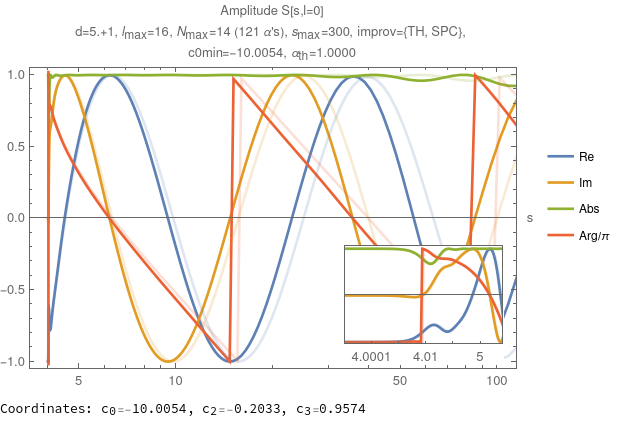 Amplitude S[s,l=0]
d=5.+1, lmax=16, Nmax=14 (121 α's), smax=300, improv={TH, SPC},
c0min=-10.0054, αth=1.0000
1.0
0.5
0.0
-0.5
-1.0
5
10
50
100
s
Re
Im
Abs
Arg/π
4.0001
4.01
5
Coordinates: c0=-10.0054, c2=-0.2033, c3=0.9574